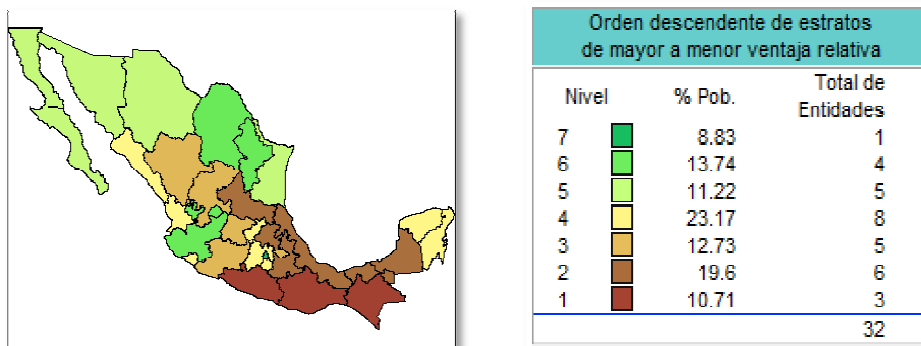 Orden descendente de estratos
de mayor a menor ventaja relativa
Nivel % Pob. Total de
Entidades
7 8.83 1
6 13.74 4
5 11.22 5
4 23.17 8
3 12.73 5
2 19.6 6
1 10.71 3
32